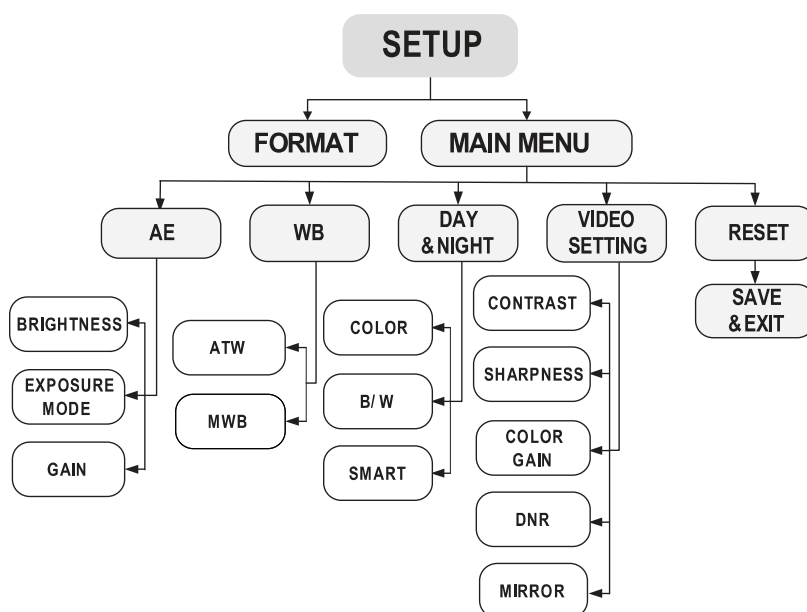 SETUP
FORMAT
MAIN MENU
AE
WB
DAY
& NIGHT
VIDEO
SETTING
RESET
SAVE
& EXIT
BRIGHTNESS
EXPOSURE
MODE
GAIN
ATW
MWB
COLOR
B/ W
SMART
CONTRAST
SHARPNESS
COLOR
GAIN
DNR
MIRROR